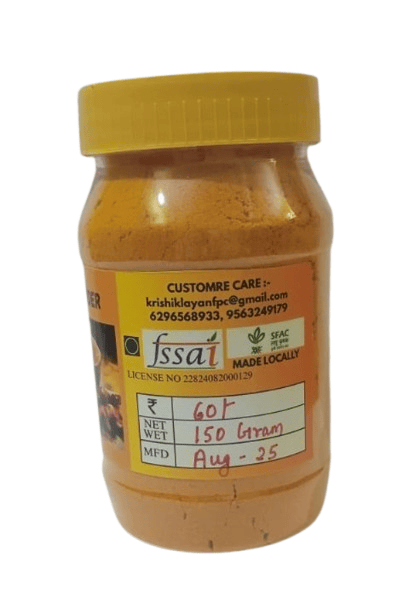 DER
CUSTOMRE CARE :-
krishiklayanfpc@gmail.com
6296568933, 9563249179
fssai
SFAC
MADE LOCALLY
LICENSE NO 22824082000129
₹ 60/-
NET WET 150 Gram
MFD Aug - 25